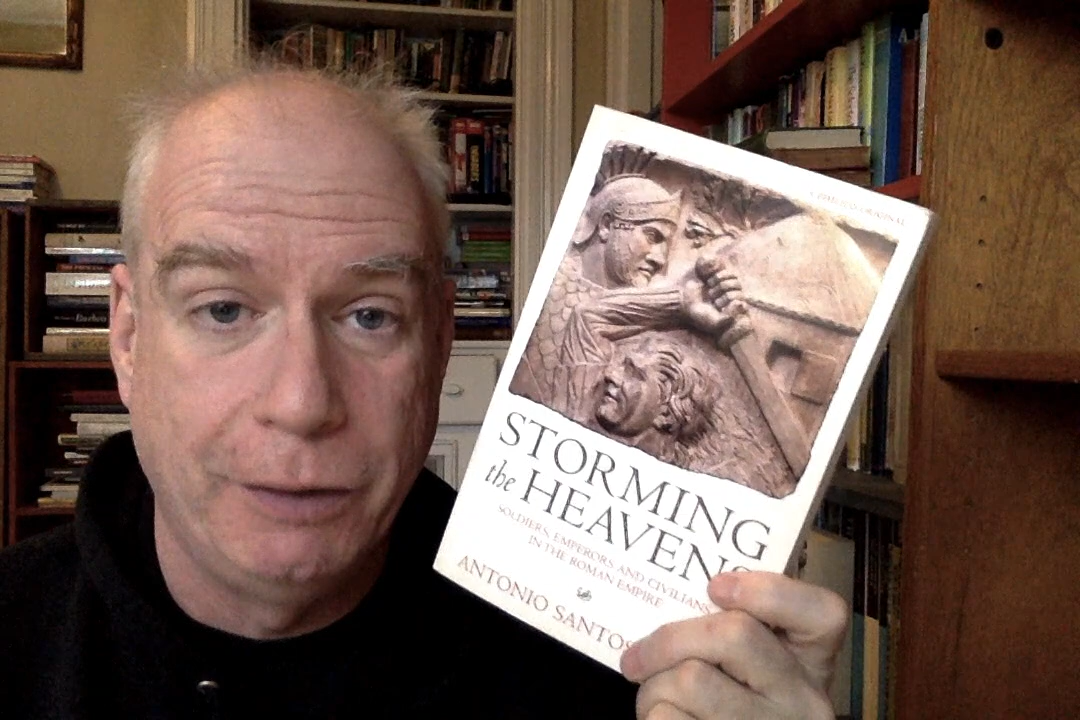 A PIMLICO ORIGINAL
STORMING
the HEAVENS
SOLDIERS, EMPERORS AND CIVILIANS
IN THE ROMAN EMPIRE
ANTONIO SANTOS